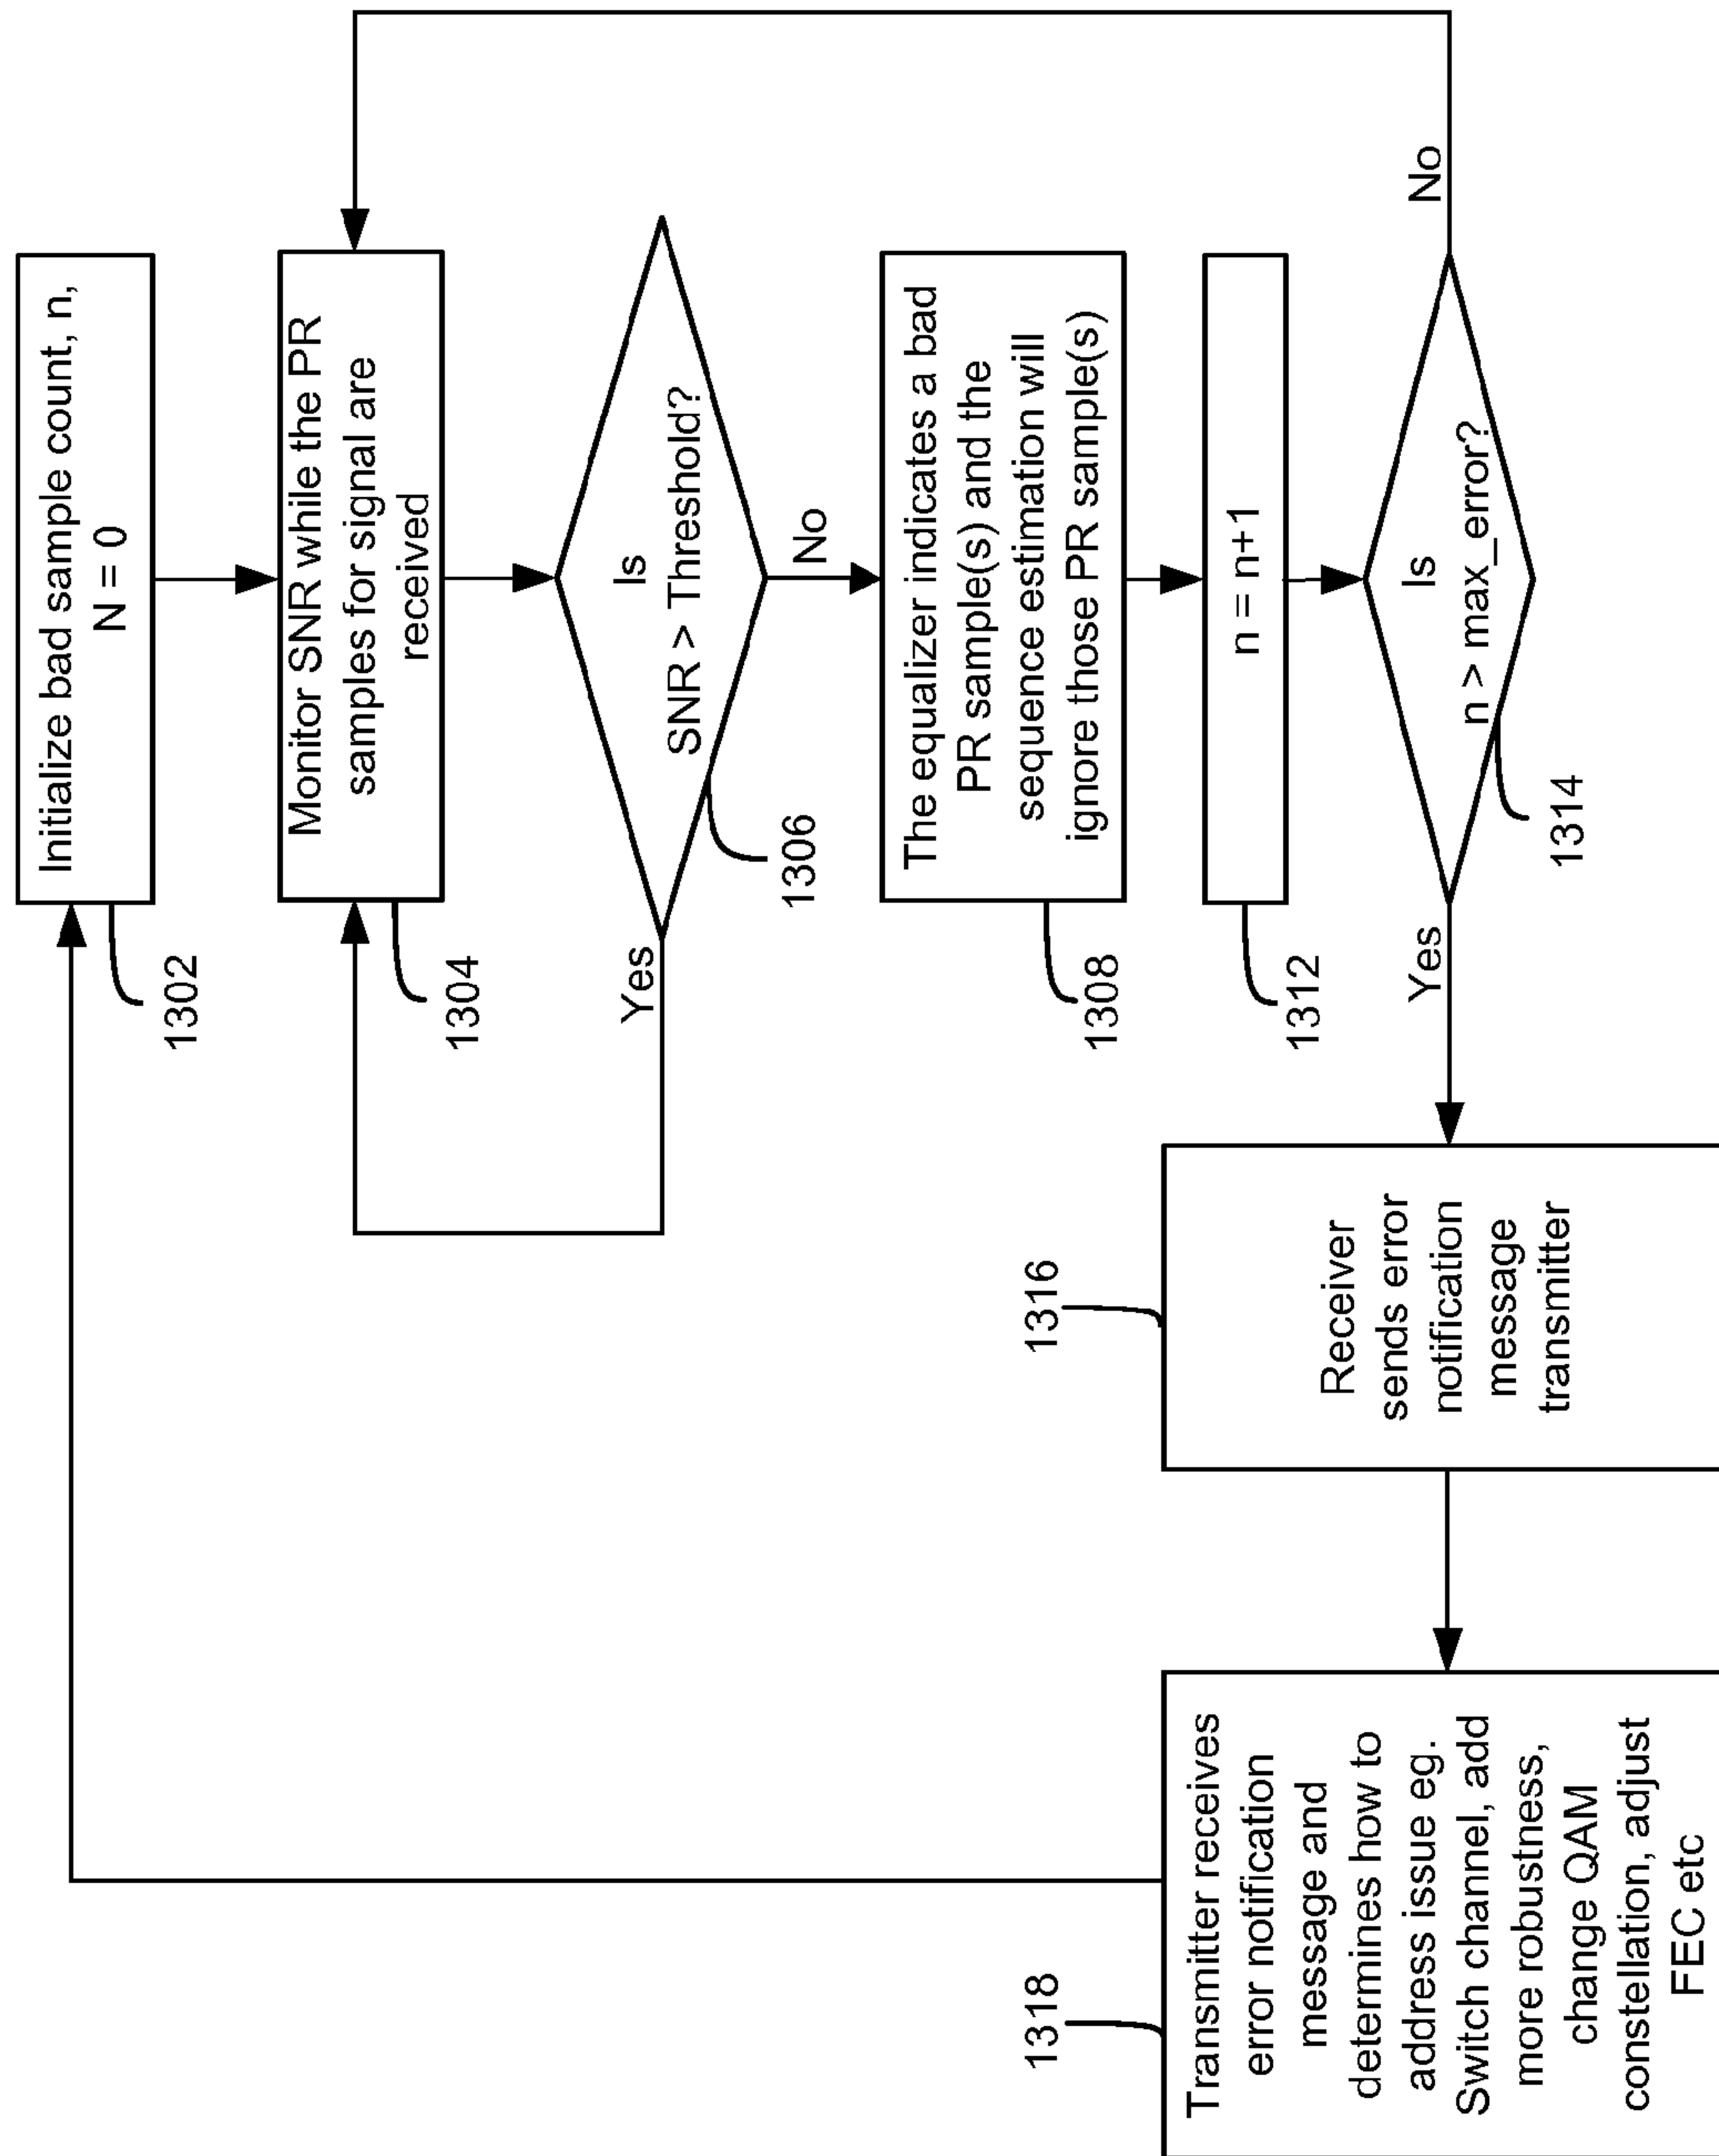 Initialize bad sample count, n,
N = 0
1302
Monitor SNR while the PR
samples for signal are
received
1304
Is
SNR > Threshold?
Yes
No
1306
The equalizer indicates a bad
PR sample(s) and the
sequence estimation will
ignore those PR sample(s)
1308
n = n+1
1312
Is
n > max_error?
Yes
No
1314
1316
Receiver
sends error
notification
message
transmitter
1318
Transmitter receives
error notification
message and
determines how to
address issue eg.
Switch channel, add
more robustness,
change QAM
constellation, adjust
FEC etc